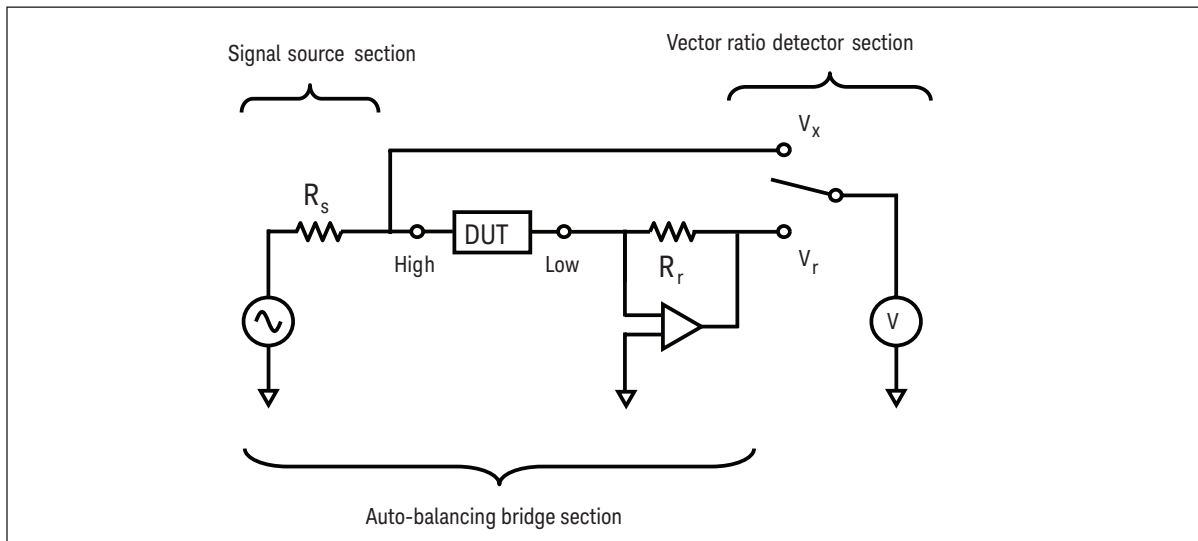 Vector ratio detector section
Signal source section
Vx
Rs
DUT
High
Low
Rr
Vr
V
Auto-balancing bridge section